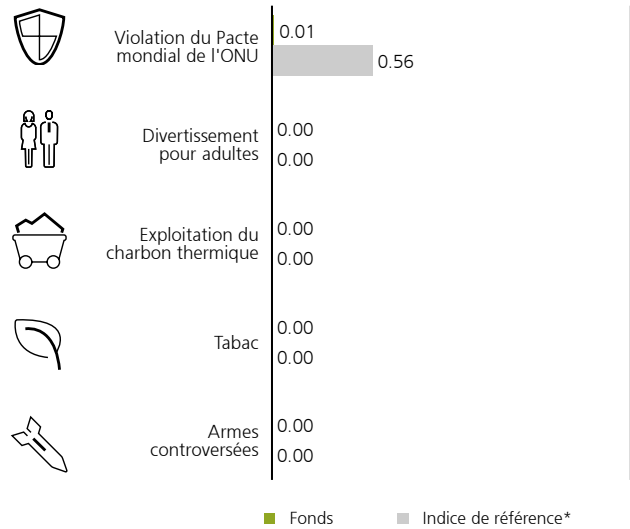 Violation du Pacte
mondial de l'ONU
0.01
0.56
Divertissement
pour adultes
0.00
0.00
Exploitation du
charbon thermique
0.00
0.00
Tabac
0.00
0.00
Armes
controversées
0.00
0.00
Fonds
Indice de référence*